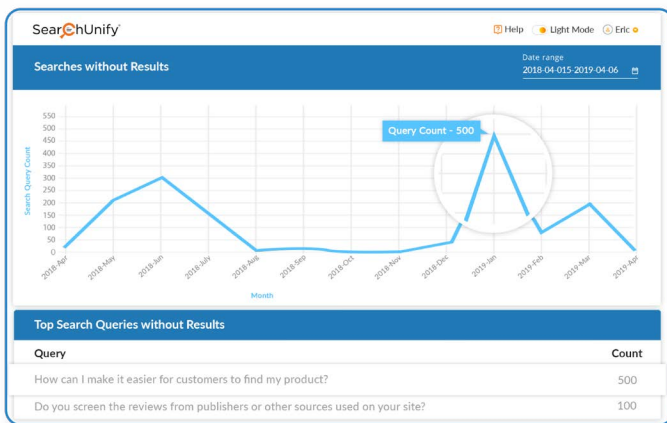 SearchUnify
Help Light Mode Eric
Searches without Results
Date range
2018-04-015-2019-04-06
Search Query Count
550
500
450
400
350
300
250
200
150
100
50
0
Query Count - 500
2018-Apr 2018-May 2018-Jun 2018-July 2018-Aug 2018-Sep 2018-Oct 2018-Nov 2018-Dec 2019-Jan 2019-Feb 2019-Mar 2019-Apr
Month
Top Search Queries without Results
Query Count
How can I make it easier for customers to find my product? 500
Do you screen the reviews from publishers or other sources used on your site? 100